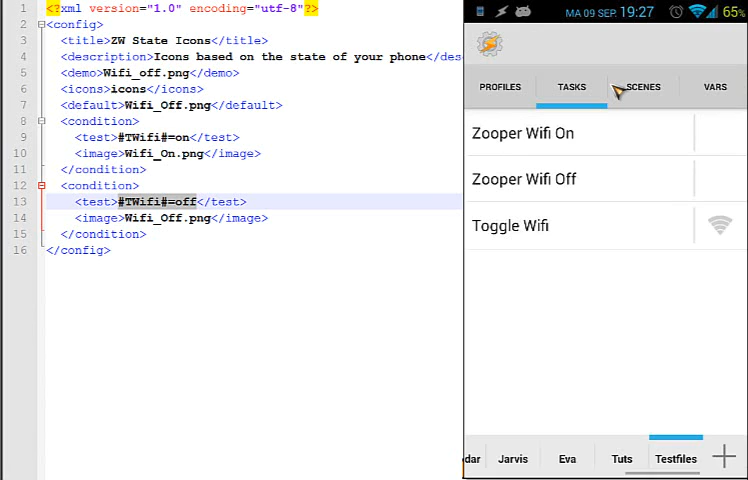 1 <?xml version="1.0" encoding="utf-8"?>
2 <config>
3 <title>ZW State Icons</title>
4 <description>Icons based on the state of your phone</des
5 <demo>Wifi_off.png</demo>
6 <icons>icons</icons>
7 <default>Wifi_Off.png</default>
8 <condition>
9 <test>#TWifi#=on</test>
10 <image>Wifi_On.png</image>
11 </condition>
12 <condition>
13 <test>#TWifi#=off</test>
14 <image>Wifi_Off.png</image>
15 </condition>
16 </config>
MA 09 SEP. 19:27 65%
PROFILES TASKS SCENES VARS
Zooper Wifi On
Zooper Wifi Off
Toggle Wifi
dar Jarvis Eva Tuts Testfiles